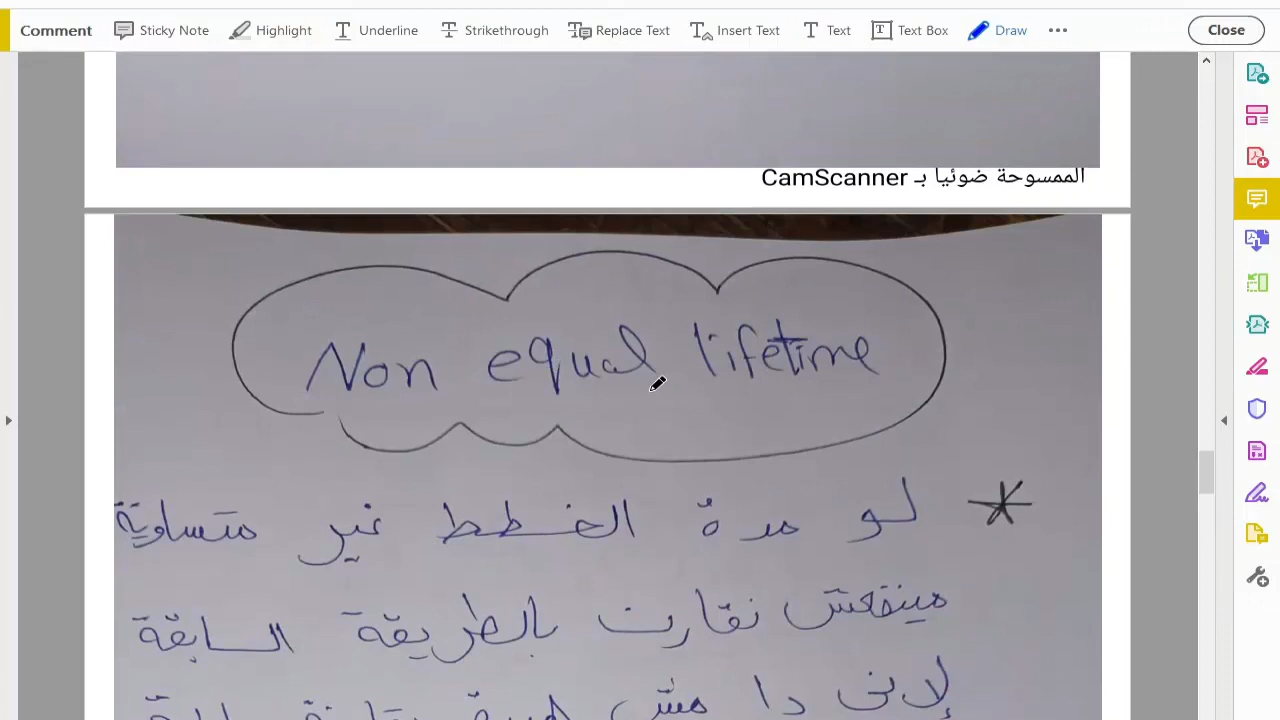 Comment Sticky Note Highlight Underline Strikethrough Replace Text Insert Text Text Text Box Draw ... Close
الممسوحة ضوئيا بـ CamScanner
Non equal lifetime
* لو مدة الخطط غير متساوية
مينفعش نقارن بالطريقة السابقة
لانى دا مش